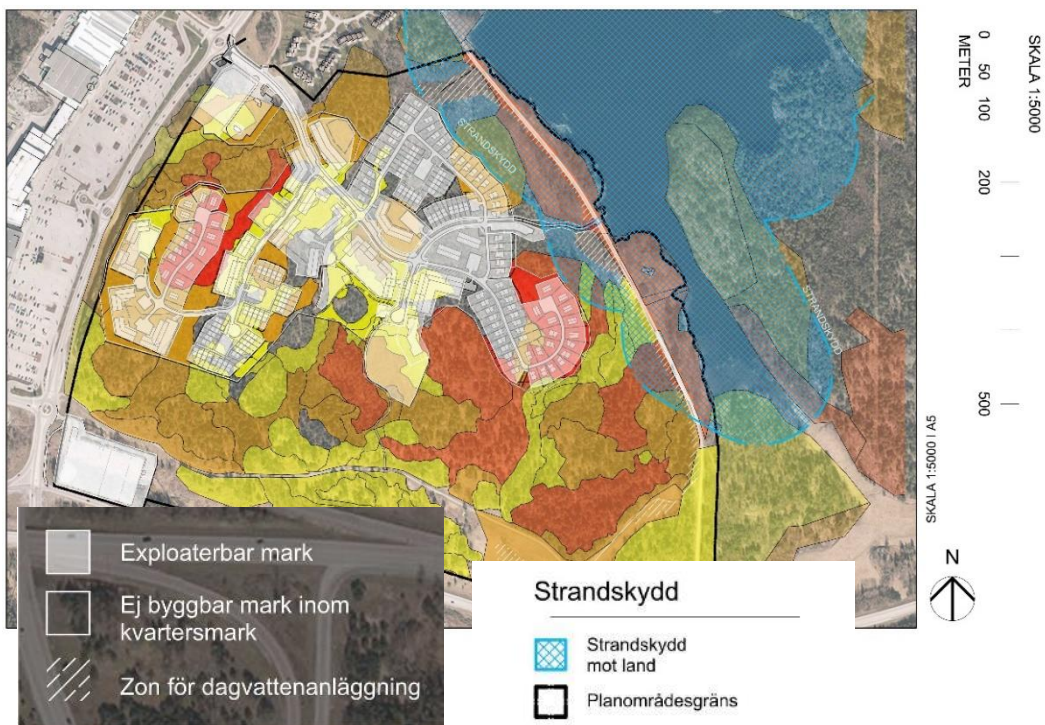 STRANDSKYDD
STRANDSKYDD
0
50
100
200
500
METER
SKALA 1:5000
SKALA 1:5000 I A5
N
Exploaterbar mark
Ej byggbar mark inom
kvartersmark
Zon för dagvattenanläggning
Strandskydd
Strandskydd
mot land
Planområdesgräns